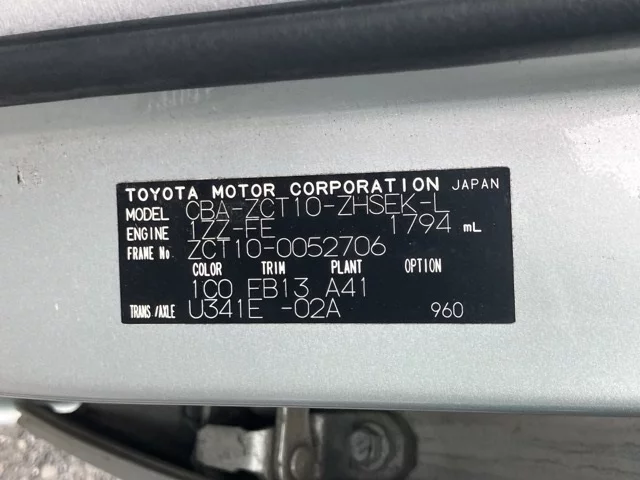 TOYOTA MOTOR CORPORATION JAPAN
MODEL CBA-ZCT10-ZHSEK-L
ENGINE 1ZZ-FE 1794 mL
FRAME No ZCT10-0052706
COLOR TRIM PLANT OPTION
1C0 FB13 A41
TRANS/AXLE U341E -02A 960